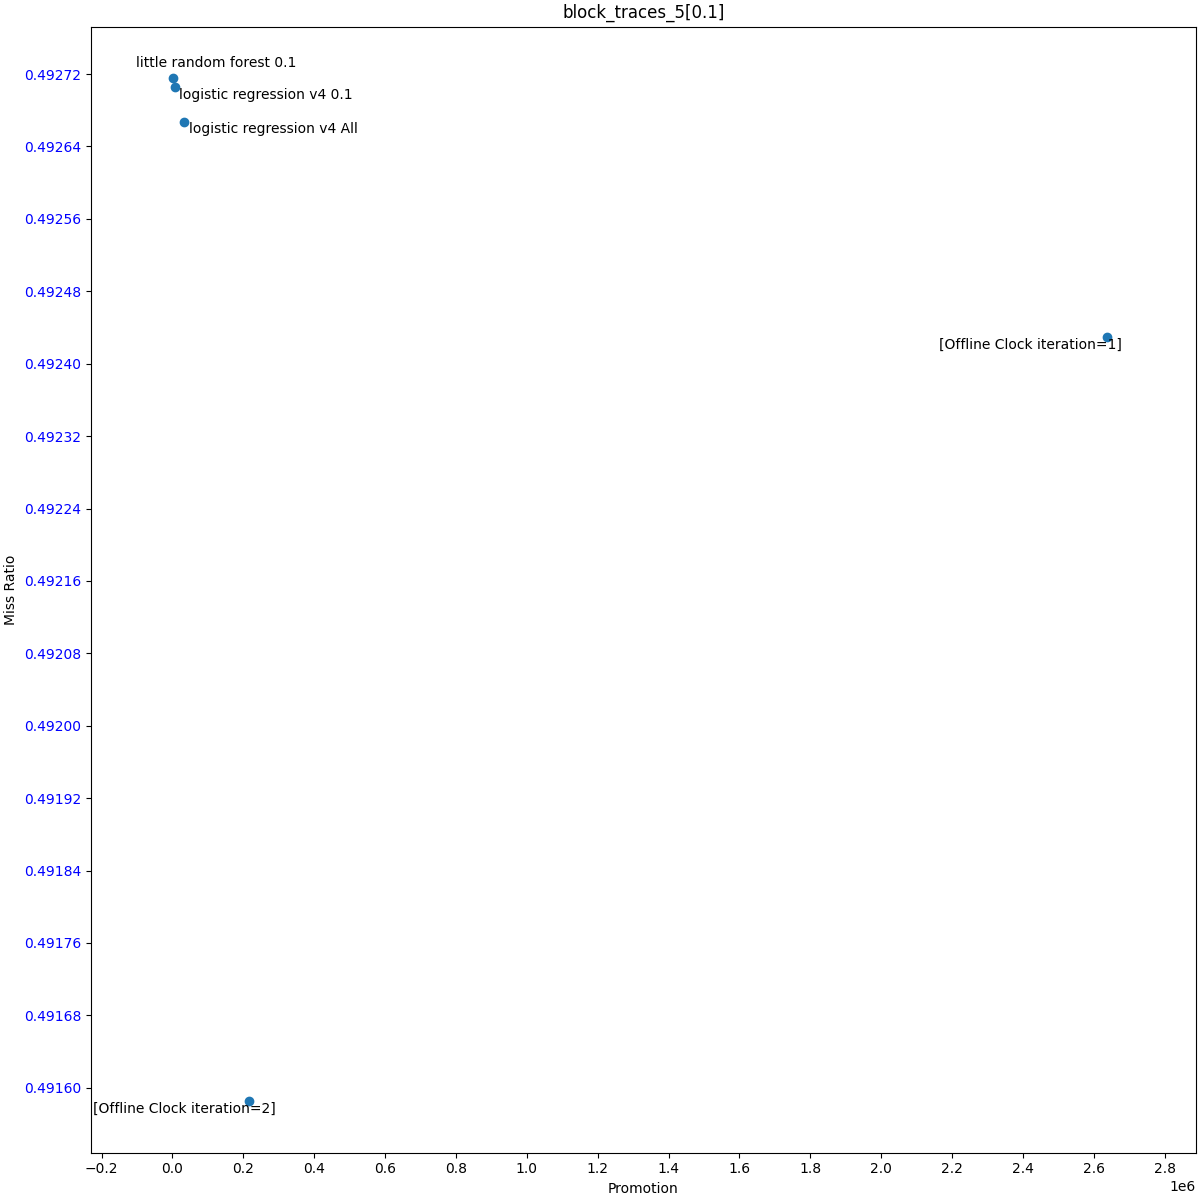 block_traces_5[0.1]
little random forest 0.1
logistic regression v4 0.1
logistic regression v4 All
[Offline Clock iteration=1]
[Offline Clock iteration=2]
Miss Ratio
0.49272
0.49264
0.49256
0.49248
0.49240
0.49232
0.49224
0.49216
0.49208
0.49200
0.49192
0.49184
0.49176
0.49168
0.49160
−0.2 0.0 0.2 0.4 0.6 0.8 1.0 1.2 1.4 1.6 1.8 2.0 2.2 2.4 2.6 2.8
1e6
Promotion